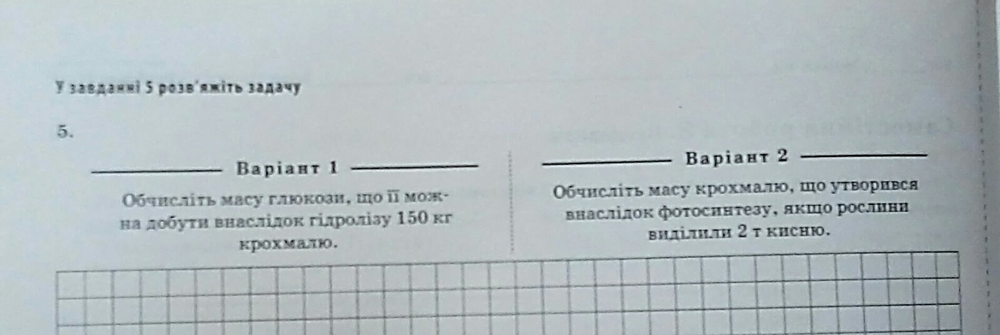 У завданні 5 розв'яжіть задачу
5.
Варіант 1
Обчисліть масу глюкози, що її мож-
на добути внаслідок гідролізу 150 кг
крохмалю.
Варіант 2
Обчисліть масу крохмалю, що утворився
внаслідок фотосинтезу, якщо рослини
виділили 2 т кисню.